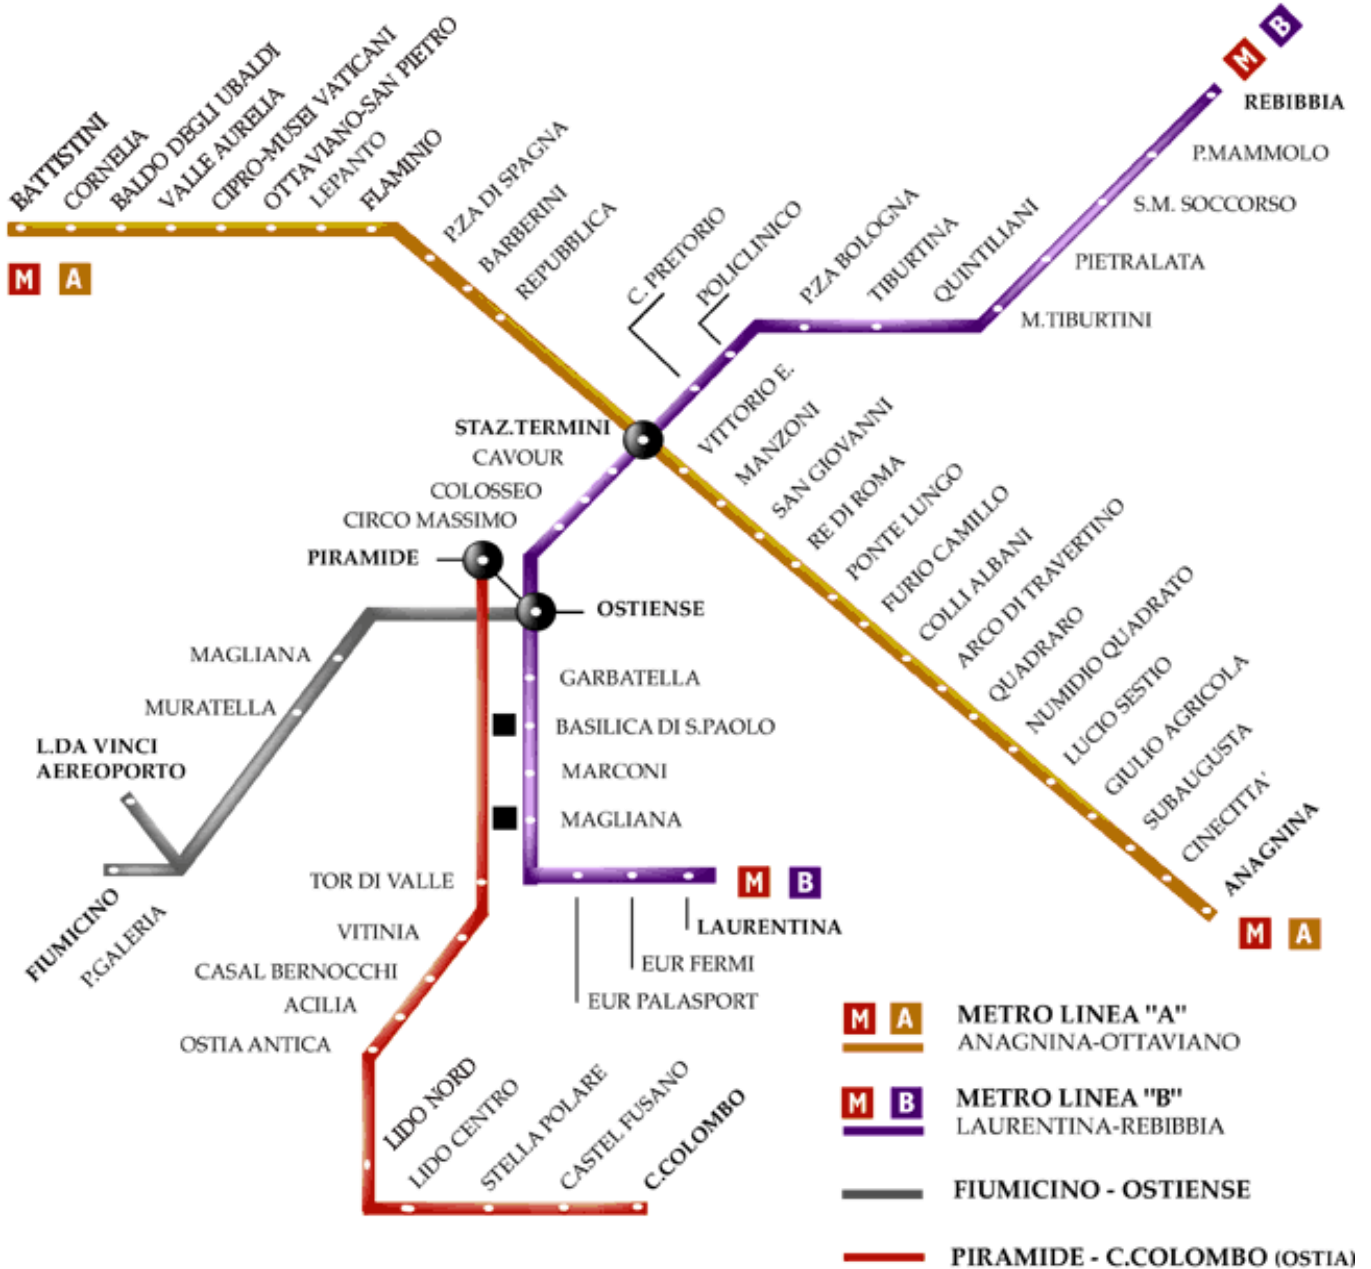 BATTISTINI
CORNELIA
BALDO DEGLI UBALDI
VALLE AURELIA
CIPRO-MUSEI VATICANI
OTTAVIANO-SAN PIETRO
LEPANTO
FLAMINIO
P.ZA DI SPAGNA
BARBERINI
REPUBBLICA
M A
M B
REBIBBIA
P.MAMMOLO
S.M. SOCCORSO
PIETRALATA
M.TIBURTINI
QUINTILIANI
TIBURTINA
P.ZA BOLOGNA
POLICLINICO
C. PRETORIO
STAZ.TERMINI
CAVOUR
COLOSSEO
CIRCO MASSIMO
PIRAMIDE
OSTIENSE
VITTORIO E.
MANZONI
SAN GIOVANNI
RE DI ROMA
PONTE LUNGO
FURIO CAMILLO
COLLI ALBANI
ARCO DI TRAVERTINO
QUADRARO
NUMIDIO QUADRATO
LUCIO SESTIO
GIULIO AGRICOLA
SUBAUGUSTA
CINECITTA'
ANAGNINA
M A
MAGLIANA
MURATELLA
L.DA VINCI
AEREOPORTO
FIUMICINO
P.GALERIA
GARBATELLA
BASILICA DI S.PAOLO
MARCONI
MAGLIANA
M B
LAURENTINA
EUR FERMI
EUR PALASPORT
TOR DI VALLE
VITINIA
CASAL BERNOCCHI
ACILIA
OSTIA ANTICA
LIDO NORD
LIDO CENTRO
STELLA POLARE
CASTEL FUSANO
C.COLOMBO
M A METRO LINEA "A"
ANAGNINA-OTTAVIANO
M B METRO LINEA "B"
LAURENTINA-REBIBBIA
FIUMICINO - OSTIENSE
PIRAMIDE - C.COLOMBO (OSTIA)